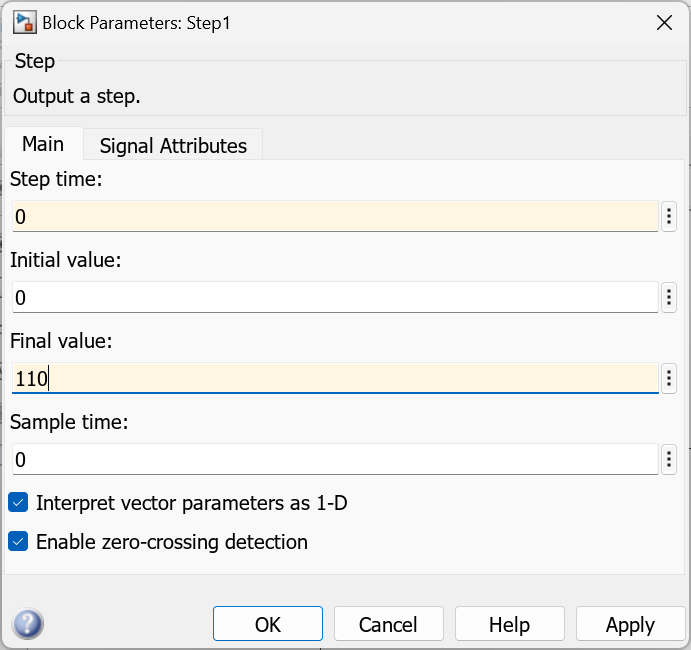 Block Parameters: Step1
Step
Output a step.
Main
Signal Attributes
Step time:
0
Initial value:
0
Final value:
110
Sample time:
0
Interpret vector parameters as 1-D
Enable zero-crossing detection
?
OK
Cancel
Help
Apply